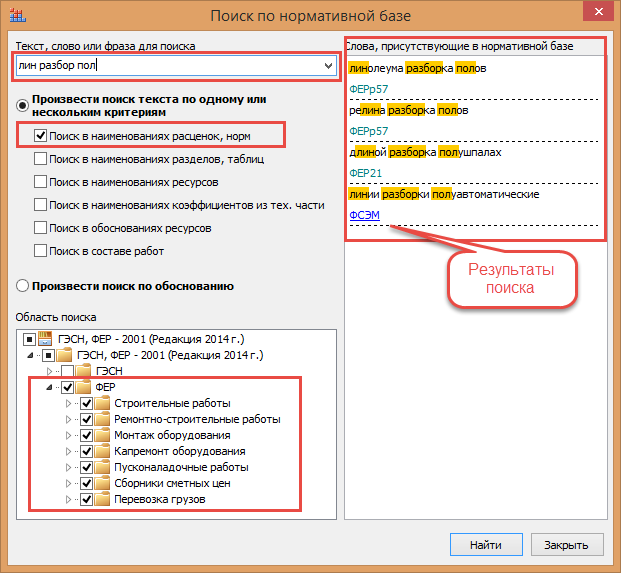 Поиск по нормативной базе
Текст, слово или фраза для поиска
лин разбор пол
Произвести поиск текста по одному или
нескольким критериям
Поиск в наименованиях расценок, норм
Поиск в наименованиях разделов, таблиц
Поиск в наименованиях ресурсов
Поиск в наименованиях коэффициентов из тех. части
Поиск в обоснованиях ресурсов
Поиск в составе работ
Произвести поиск по обоснованию
Область поиска
ГЭСН, ФЕР - 2001 (Редакция 2014 г.)
ГЭСН, ФЕР - 2001 (Редакция 2014 г.)
ГЭСН
ФЕР
Строительные работы
Ремонтно-строительные работы
Монтаж оборудования
Капремонт оборудования
Пусконаладочные работы
Сборники сметных цен
Перевозка грузов
Слова, присутствующие в нормативной базе
линолеума разборка полов
ФЕРр57
релина разборка полов
ФЕРр57
длиной разборка полушпалах
ФЕР21
линии разборки полуавтоматические
ФСЭМ
Результаты
поиска
Найти
Закрыть